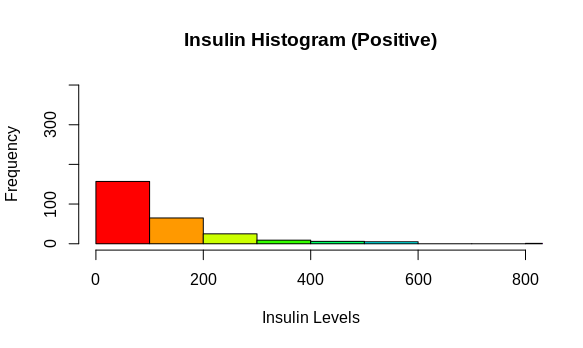 Insulin Histogram (Positive)
Frequency
300
100
0
0 200 400 600 800
Insulin Levels